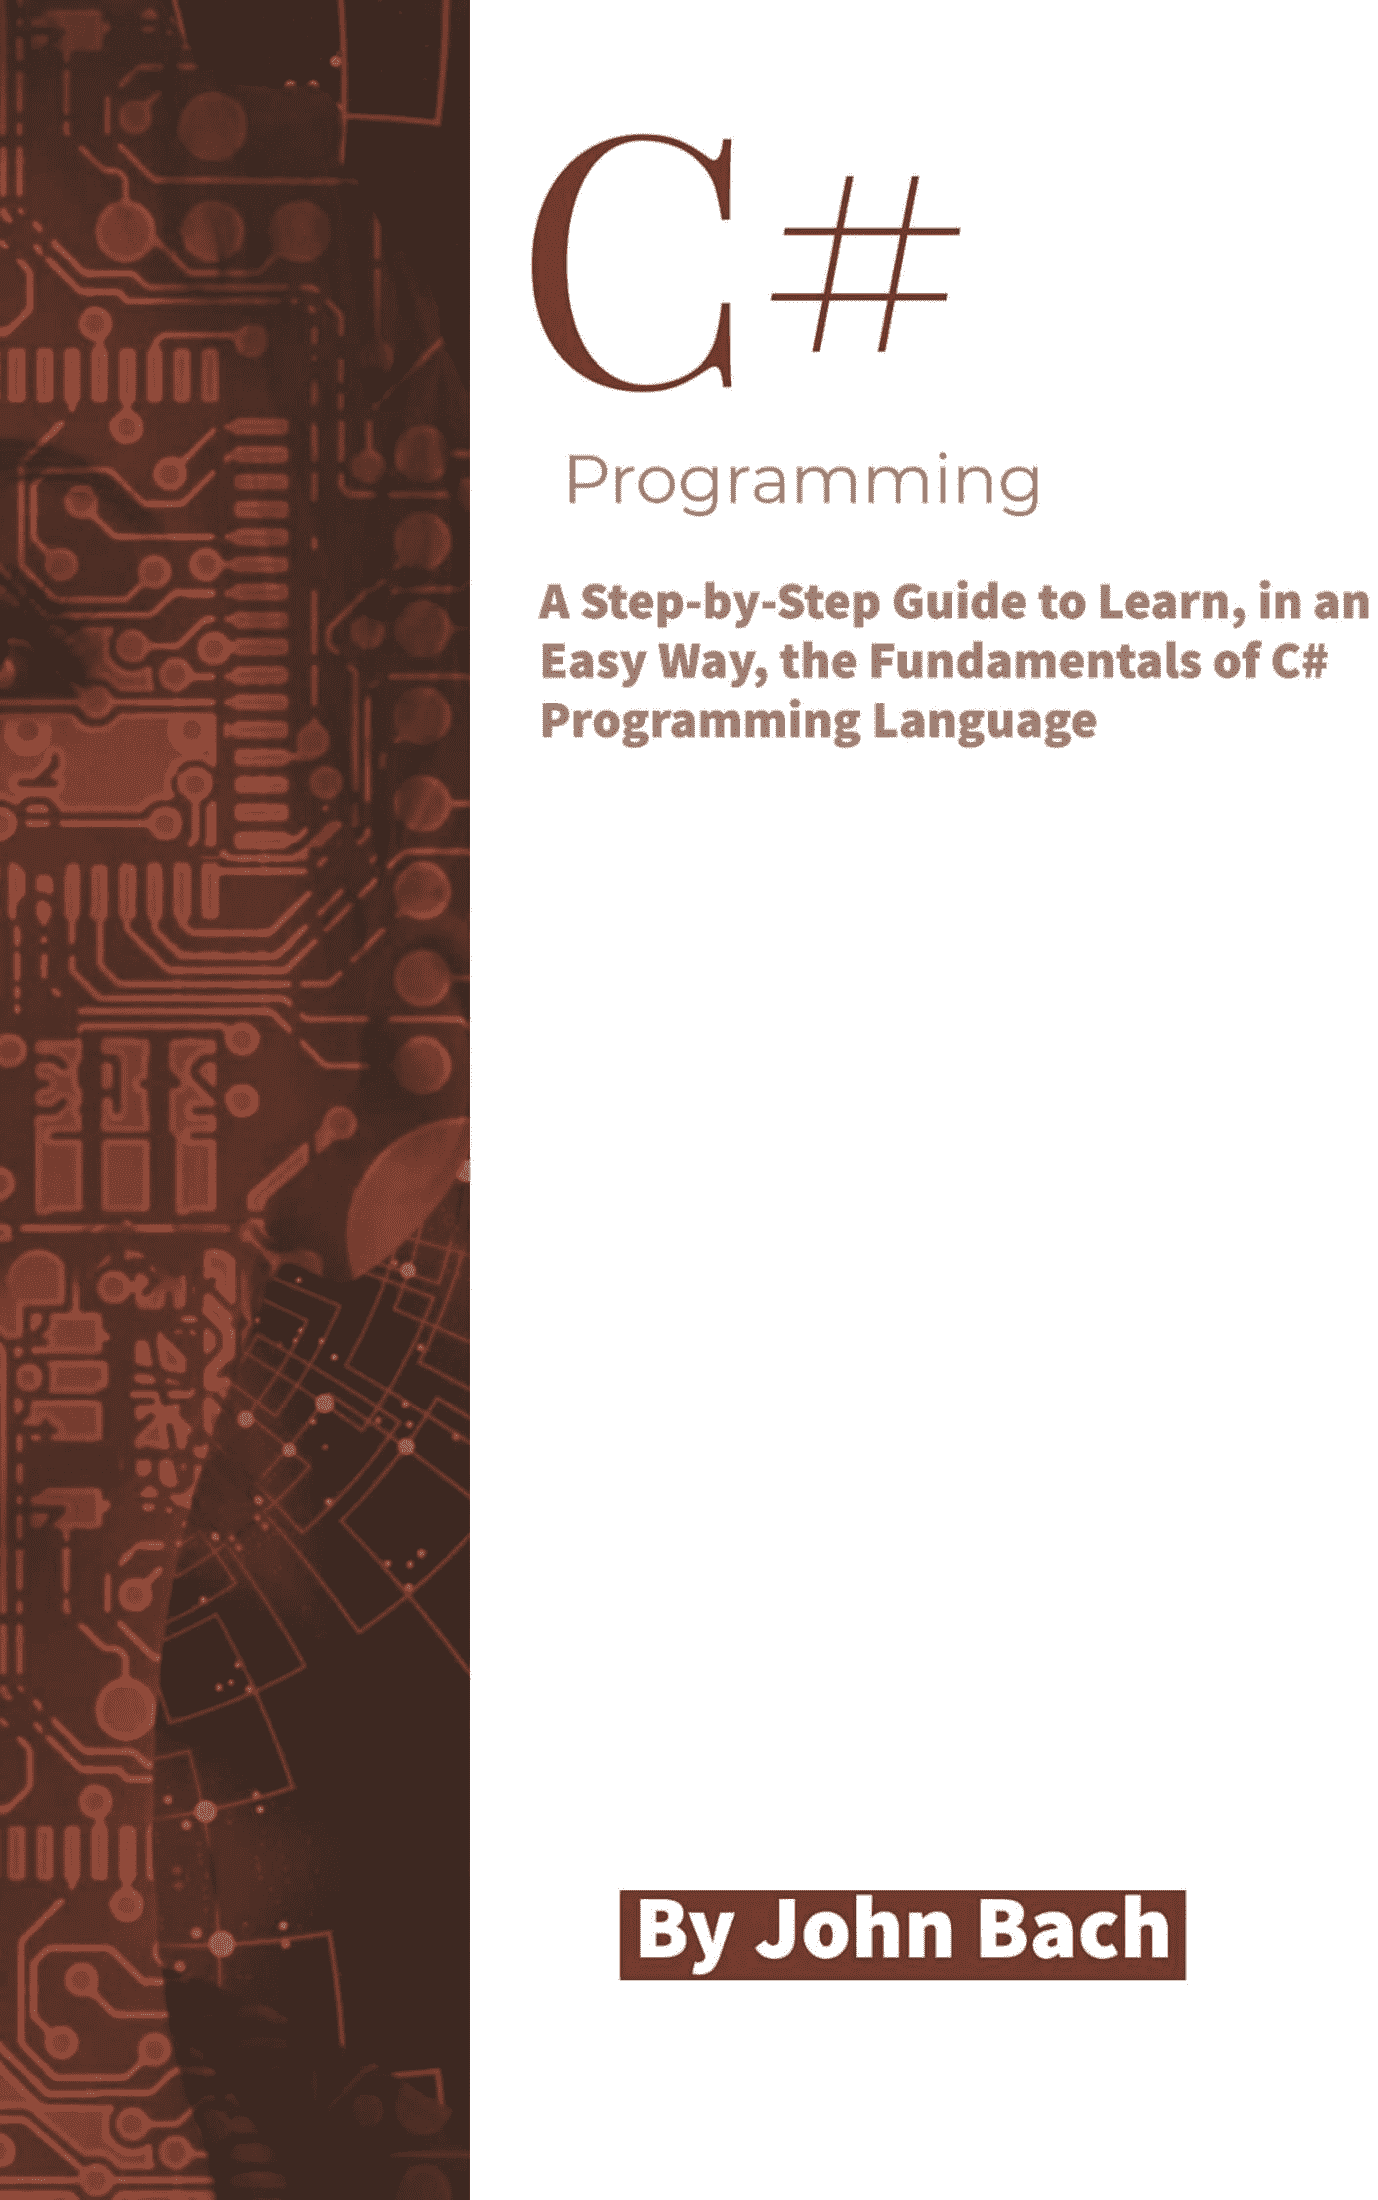 C#
Programming
A Step-by-Step Guide to Learn, in an
Easy Way, the Fundamentals of C#
Programming Language
By John Bach